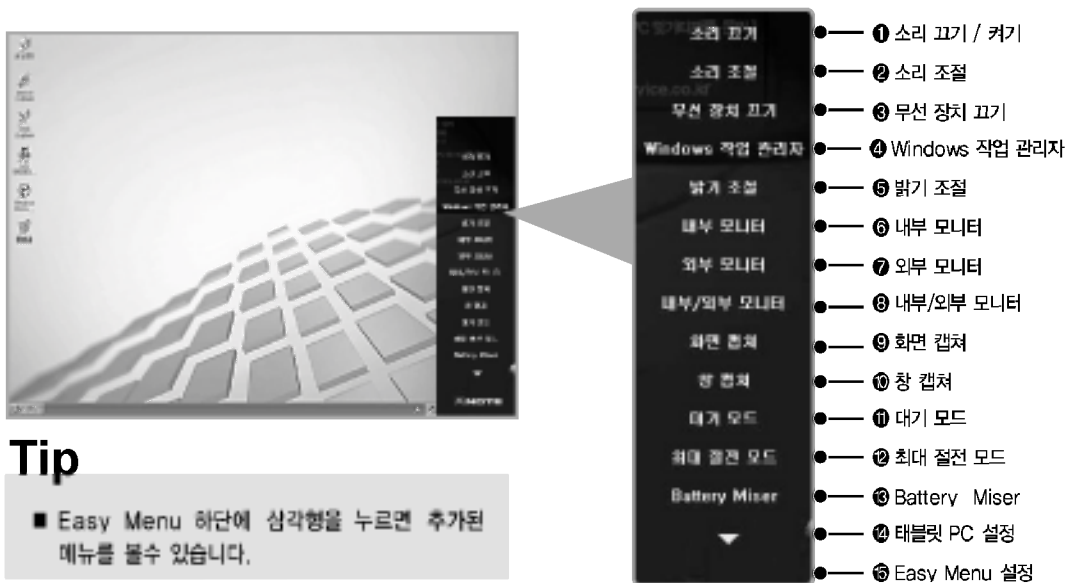 소리 끄기
소리 조절
무선 장치 끄기
Windows 작업 관리자
밝기 조절
내부 모니터
외부 모니터
내부/외부 모니터
화면 캡쳐
창 캡쳐
대기 모드
최대 절전 모드
Battery Miser
❶ 소리 끄기 / 켜기
❷ 소리 조절
❸ 무선 장치 끄기
❹ Windows 작업 관리자
❺ 밝기 조절
❻ 내부 모니터
❼ 외부 모니터
❽ 내부/외부 모니터
❾ 화면 캡쳐
❿ 창 캡쳐
⓫ 대기 모드
⓬ 최대 절전 모드
⓭ Battery Miser
⓮ 태블릿 PC 설정
⓯ Easy Menu 설정
Tip
■ Easy Menu 하단에 삼각형을 누르면 추가된
메뉴를 볼수 있습니다.